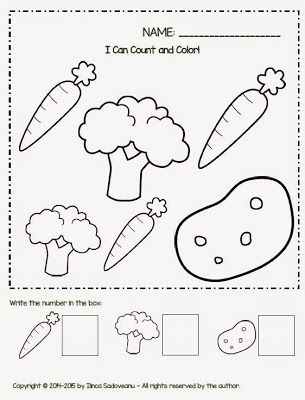 NAME: ____________________
I Can Count and Color!
Write the number in the box:
Copyright © 2014-2015 by Ilinca Sadoveanu - All rights reserved by the author.